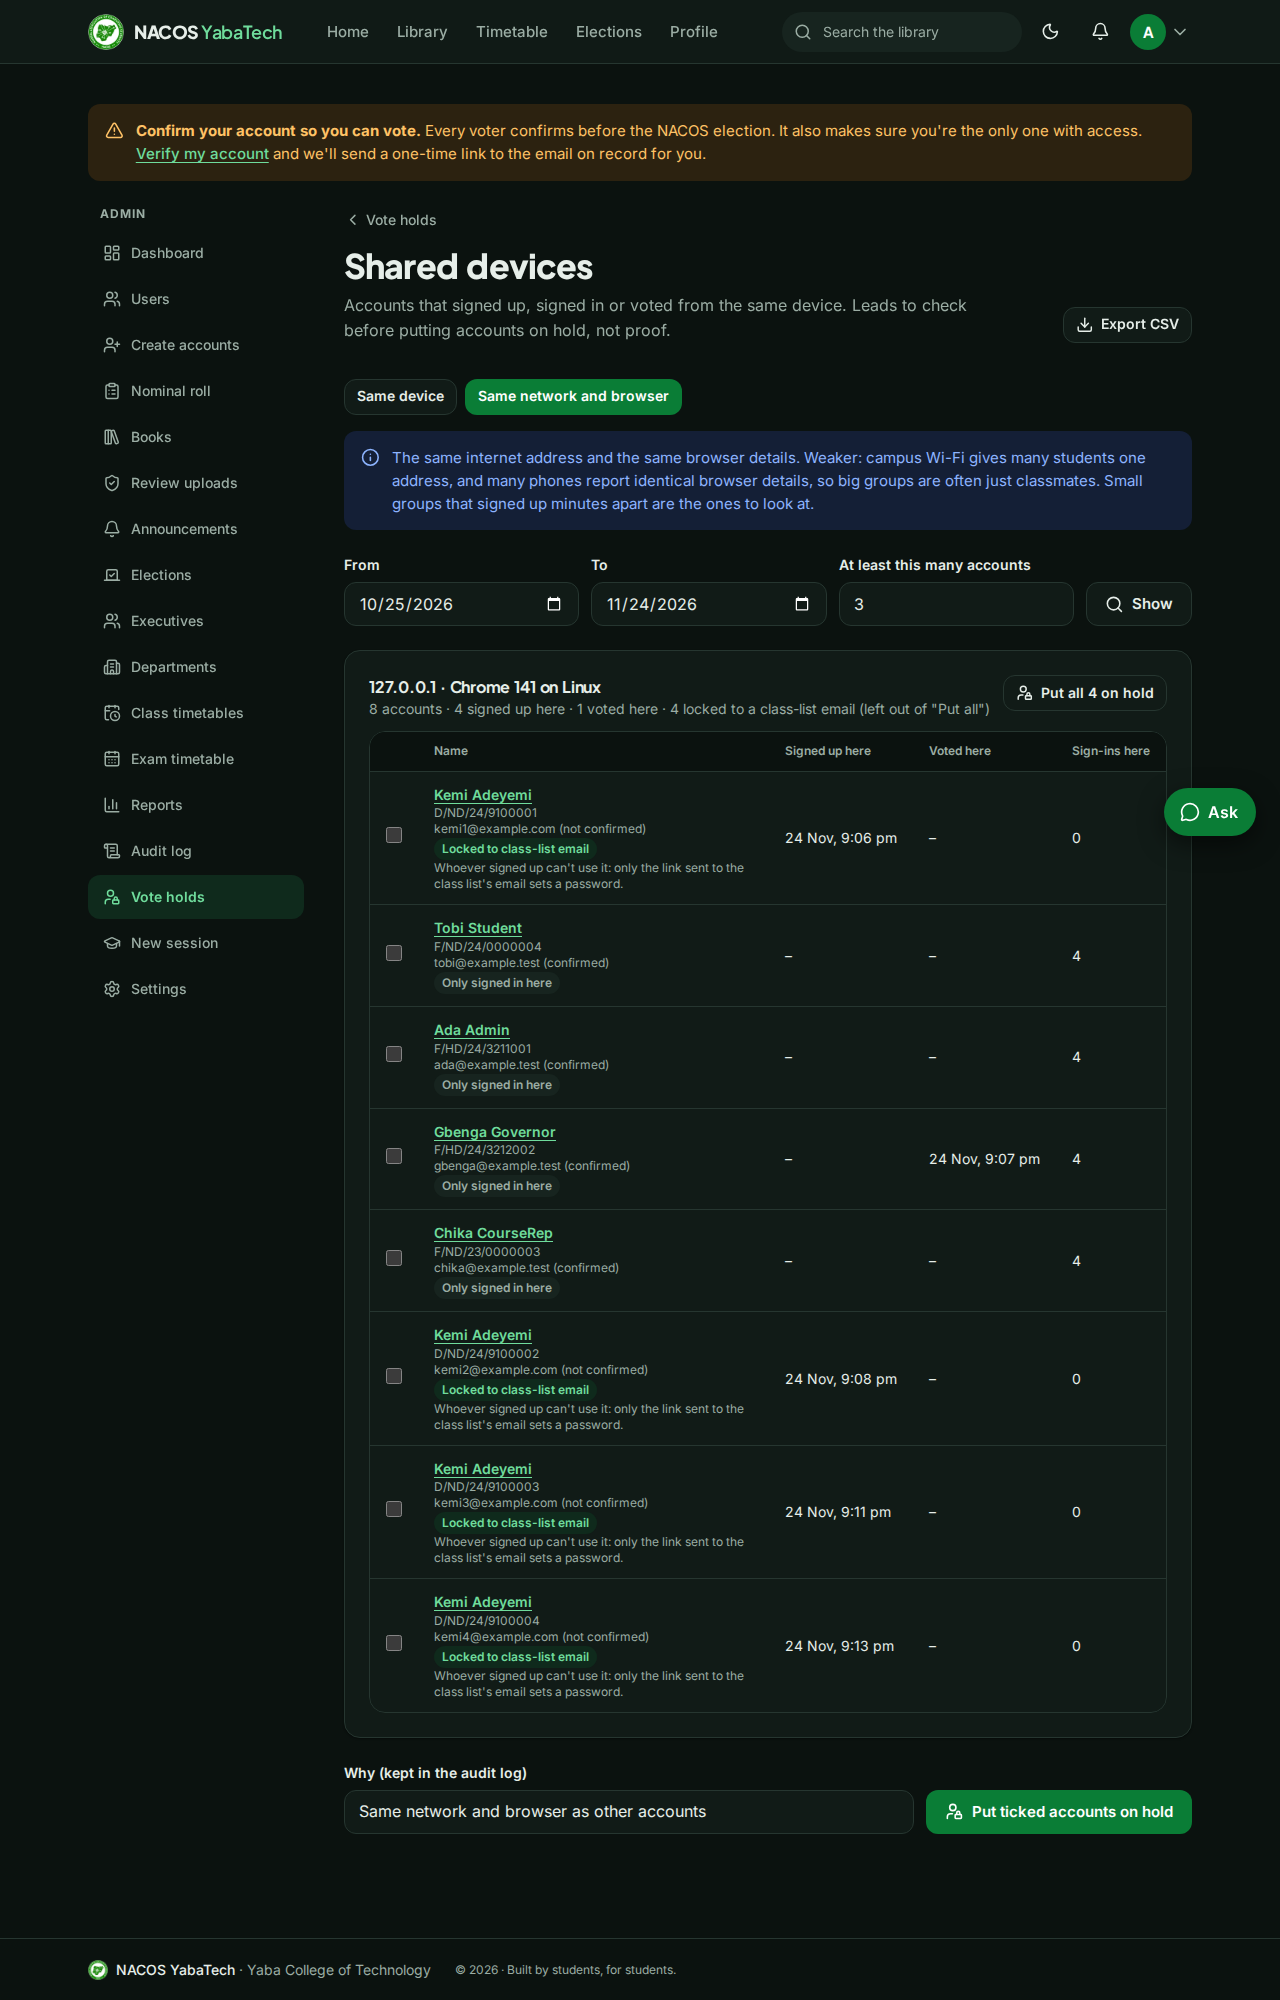 NACOS YabaTech
Home
Library
Timetable
Elections
Profile
Search the library
A
Confirm your account so you can vote. Every voter confirms before the NACOS election. It also makes sure you're the only one with access.
Verify my account and we'll send a one-time link to the email on record for you.
ADMIN
Dashboard
Users
Create accounts
Nominal roll
Books
Review uploads
Announcements
Elections
Executives
Departments
Class timetables
Exam timetable
Reports
Audit log
Vote holds
New session
Settings
Vote holds
Shared devices
Accounts that signed up, signed in or voted from the same device. Leads to check
before putting accounts on hold, not proof.
Export CSV
Same device
Same network and browser
The same internet address and the same browser details. Weaker: campus Wi-Fi gives many students one
address, and many phones report identical browser details, so big groups are often just classmates. Small
groups that signed up minutes apart are the ones to look at.
From
To
At least this many accounts
10/25/2026
11/24/2026
3
Show
127.0.0.1 · Chrome 141 on Linux
8 accounts · 4 signed up here · 1 voted here · 4 locked to a class-list email (left out of "Put all")
Put all 4 on hold
Name
Signed up here
Voted here
Sign-ins here
Kemi Adeyemi
D/ND/24/9100001
kemi1@example.com (not confirmed)
Locked to class-list email
Whoever signed up can't use it: only the link sent to the
class list's email sets a password.
24 Nov, 9:06 pm
–
0
Tobi Student
F/ND/24/0000004
tobi@example.test (confirmed)
Only signed in here
–
–
4
Ada Admin
F/HD/24/3211001
ada@example.test (confirmed)
Only signed in here
–
–
4
Gbenga Governor
F/HD/24/3212002
gbenga@example.test (confirmed)
Only signed in here
–
24 Nov, 9:07 pm
4
Chika CourseRep
F/ND/23/0000003
chika@example.test (confirmed)
Only signed in here
–
–
4
Kemi Adeyemi
D/ND/24/9100002
kemi2@example.com (not confirmed)
Locked to class-list email
Whoever signed up can't use it: only the link sent to the
class list's email sets a password.
24 Nov, 9:08 pm
–
0
Kemi Adeyemi
D/ND/24/9100003
kemi3@example.com (not confirmed)
Locked to class-list email
Whoever signed up can't use it: only the link sent to the
class list's email sets a password.
24 Nov, 9:11 pm
–
0
Kemi Adeyemi
D/ND/24/9100004
kemi4@example.com (not confirmed)
Locked to class-list email
Whoever signed up can't use it: only the link sent to the
class list's email sets a password.
24 Nov, 9:13 pm
–
0
Ask
Why (kept in the audit log)
Same network and browser as other accounts
Put ticked accounts on hold
NACOS YabaTech · Yaba College of Technology
© 2026 · Built by students, for students.